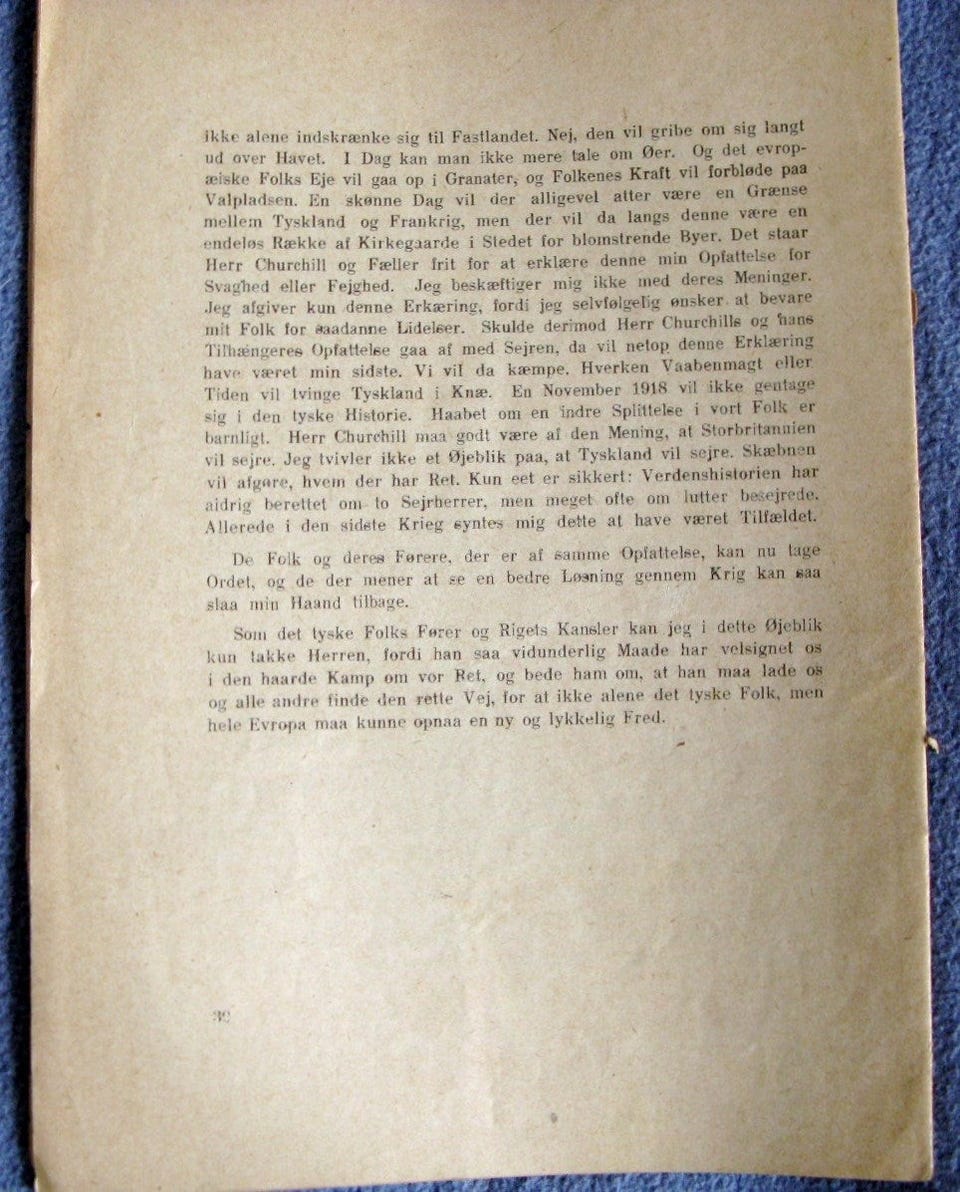 ikke alene indskrænke sig til Fastlandet. Nej, den vil gribe om sig langt
ud over Havet. I Dag kan man ikke mere tale om Øer. Og det evrop-
æiske Folks Eje vil gaa op i Granater, og Folkenes Kraft vil forbløde paa
Valpladsen. En skønne Dag vil der alligevel atter være en Grænse
mellem Tyskland og Frankrig, men der vil da langs denne være en
endeløs Række af Kirkegaarde i Stedet for blomstrende Byer. Det staar
Herr Churchill og Fæller frit for at erklære denne min Opfattelse for
Svaghed eller Fejghed. Jeg beskæftiger mig ikke med deres Meninger.
Jeg afgiver kun denne Erkæring, fordi jeg selvfølgelig ønsker at bevare
mit Folk for saadanne Lidelser. Skulde derimod Herr Churchills og hans
Tilhængeres Opfattelse gaa af med Sejren, da vil netop denne Erklæring
have været min sidste. Vi vil da kæmpe. Hverken Vaabenmagt eller
Tiden vil tvinge Tyskland i Knæ. En November 1918 vil ikke gentage
sig i den tyske Historie. Haabet om en indre Splittelse i vort Folk er
barnligt. Herr Churchill maa godt være af den Mening, at Storbritannien
vil sejre. Jeg tvivler ikke et Øjeblik paa, at Tyskland vil sejre. Skæbnen
vil afgøre, hvem der har Ret. Kun eet er sikkert: Verdenshistorien har
aldrig berettet om to Sejrherrer, men meget ofte om lutter besejrede.
Allerede i den sidste Krieg syntes mig dette at have været Tilfældet.
De Folk og deres Førere, der er af samme Opfattelse, kan nu tage
Ordet, og de der mener at se en bedre Løsning gennem Krig kan saa
slaa min Haand tilbage.
Som det tyske Folks Fører og Rigets Kansler kan jeg i dette Øjeblik
kun takke Herren, fordi han saa vidunderlig Maade har velsignet os
i den haarde Kamp om vor Ret, og bede ham om, at han maa lade os
og alle andre finde den rette Vej, for at ikke alene det tyske Folk, men
hele Evropa maa kunne opnaa en ny og lykkelig Fred.